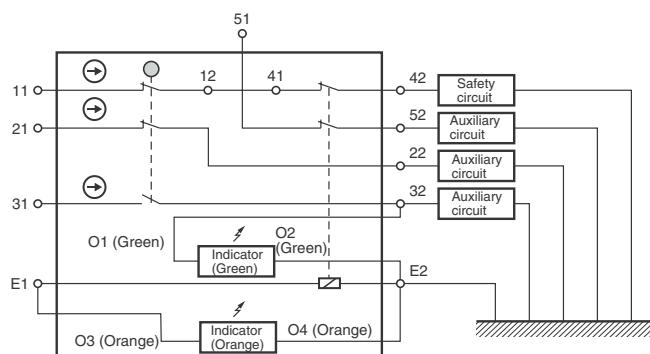 51
11
12
41
42
Safety
circuit
21
52
Auxiliary
circuit
22
Auxiliary
circuit
31
32
Auxiliary
circuit
O1 (Green)
O2
(Green)
Indicator
(Green)
E1
E2
O3 (Orange)
Indicator
(Orange)
O4 (Orange)